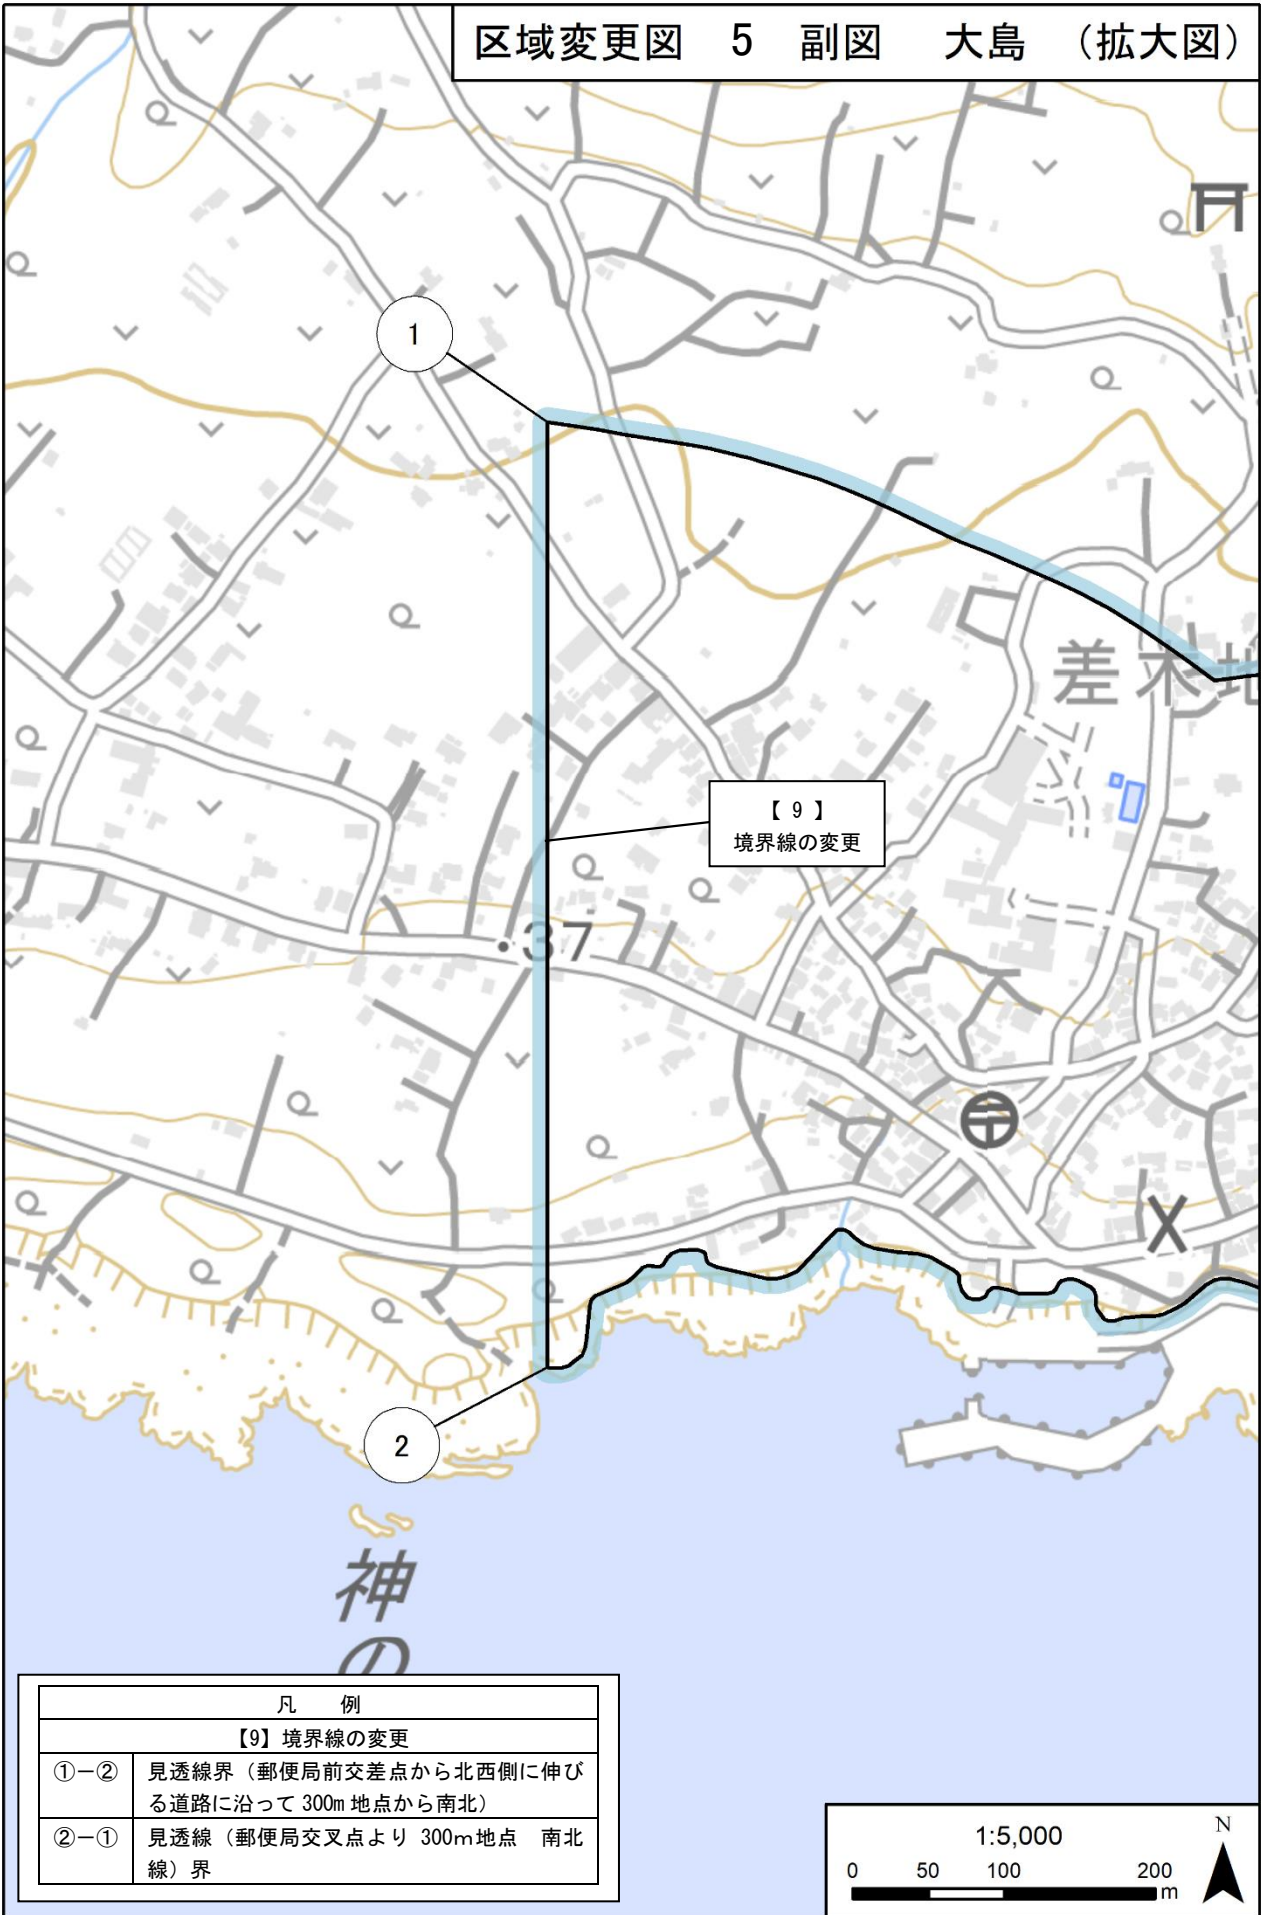 区域変更図　5　副図　　大島　（拡大図）
1
差木地
【 9 】
境界線の変更
・37
2
神の
凡　　例
【9】境界線の変更
①－②　見透線界（郵便局前交差点から北西側に伸び
る道路に沿って 300m 地点から南北）
②－①　見透線（郵便局交叉点より 300ｍ地点　南北
線）界
1:5,000
N
0　50　100　200
m